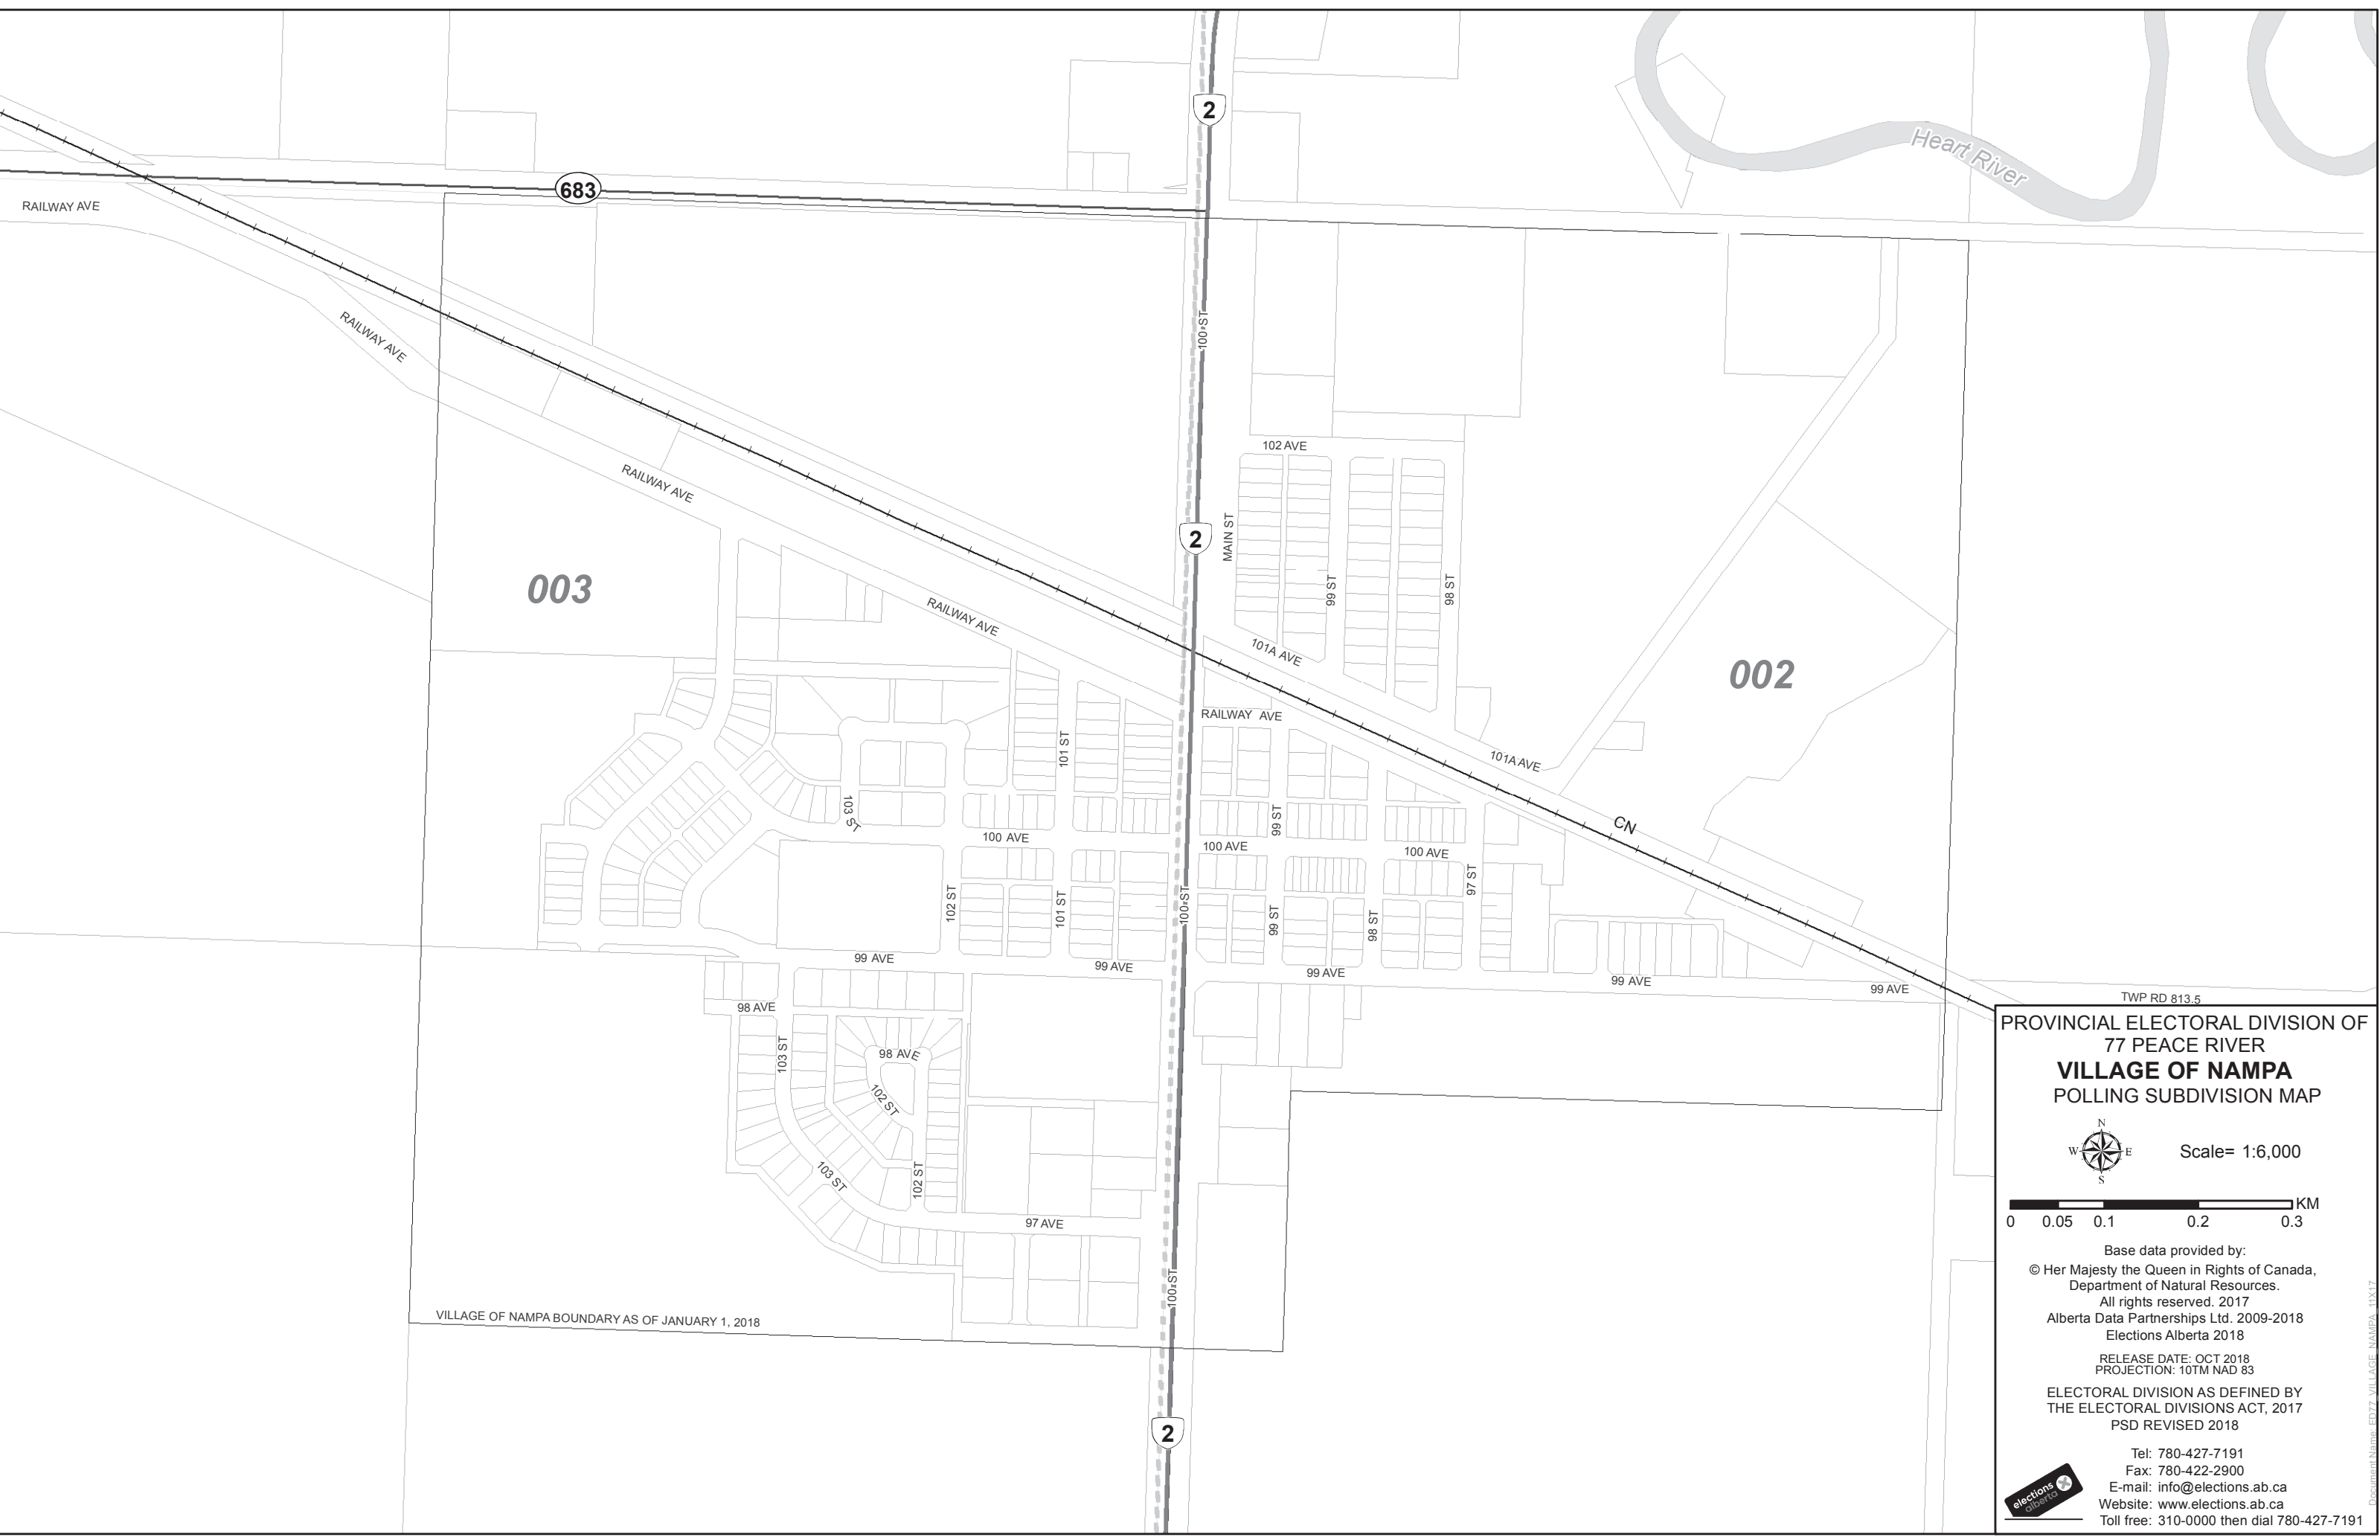 2
Heart River
683
RAILWAY AVE
100 ST
RAILWAY AVE
102 AVE
RAILWAY AVE
2
MAIN ST
003
99 ST
98 ST
RAILWAY AVE
101A AVE
002
RAILWAY AVE
101 ST
101A AVE
103 ST
99 ST
CN
100 AVE
100 AVE
100 AVE
97 ST
102 ST
101 ST
100 ST
99 ST
98 ST
99 AVE
99 AVE
99 AVE
99 AVE
99 AVE
TWP RD 813.5
98 AVE
103 ST
98 AVE
102 ST
103 ST
102 ST
97 AVE
100 ST
VILLAGE OF NAMPA BOUNDARY AS OF JANUARY 1, 2018
2
PROVINCIAL ELECTORAL DIVISION OF
77 PEACE RIVER
VILLAGE OF NAMPA
POLLING SUBDIVISION MAP
N
W E
S
Scale= 1:6,000
KM
0 0.05 0.1 0.2 0.3
Base data provided by:
© Her Majesty the Queen in Rights of Canada,
Department of Natural Resources.
All rights reserved. 2017
Alberta Data Partnerships Ltd. 2009-2018
Elections Alberta 2018
RELEASE DATE: OCT 2018
PROJECTION: 10TM NAD 83
ELECTORAL DIVISION AS DEFINED BY
THE ELECTORAL DIVISIONS ACT, 2017
PSD REVISED 2018
Tel: 780-427-7191
Fax: 780-422-2900
E-mail: info@elections.ab.ca
Website: www.elections.ab.ca
Toll free: 310-0000 then dial 780-427-7191
elections
alberta
Document Name: ED77_VILLAGE_NAMPA_11X17